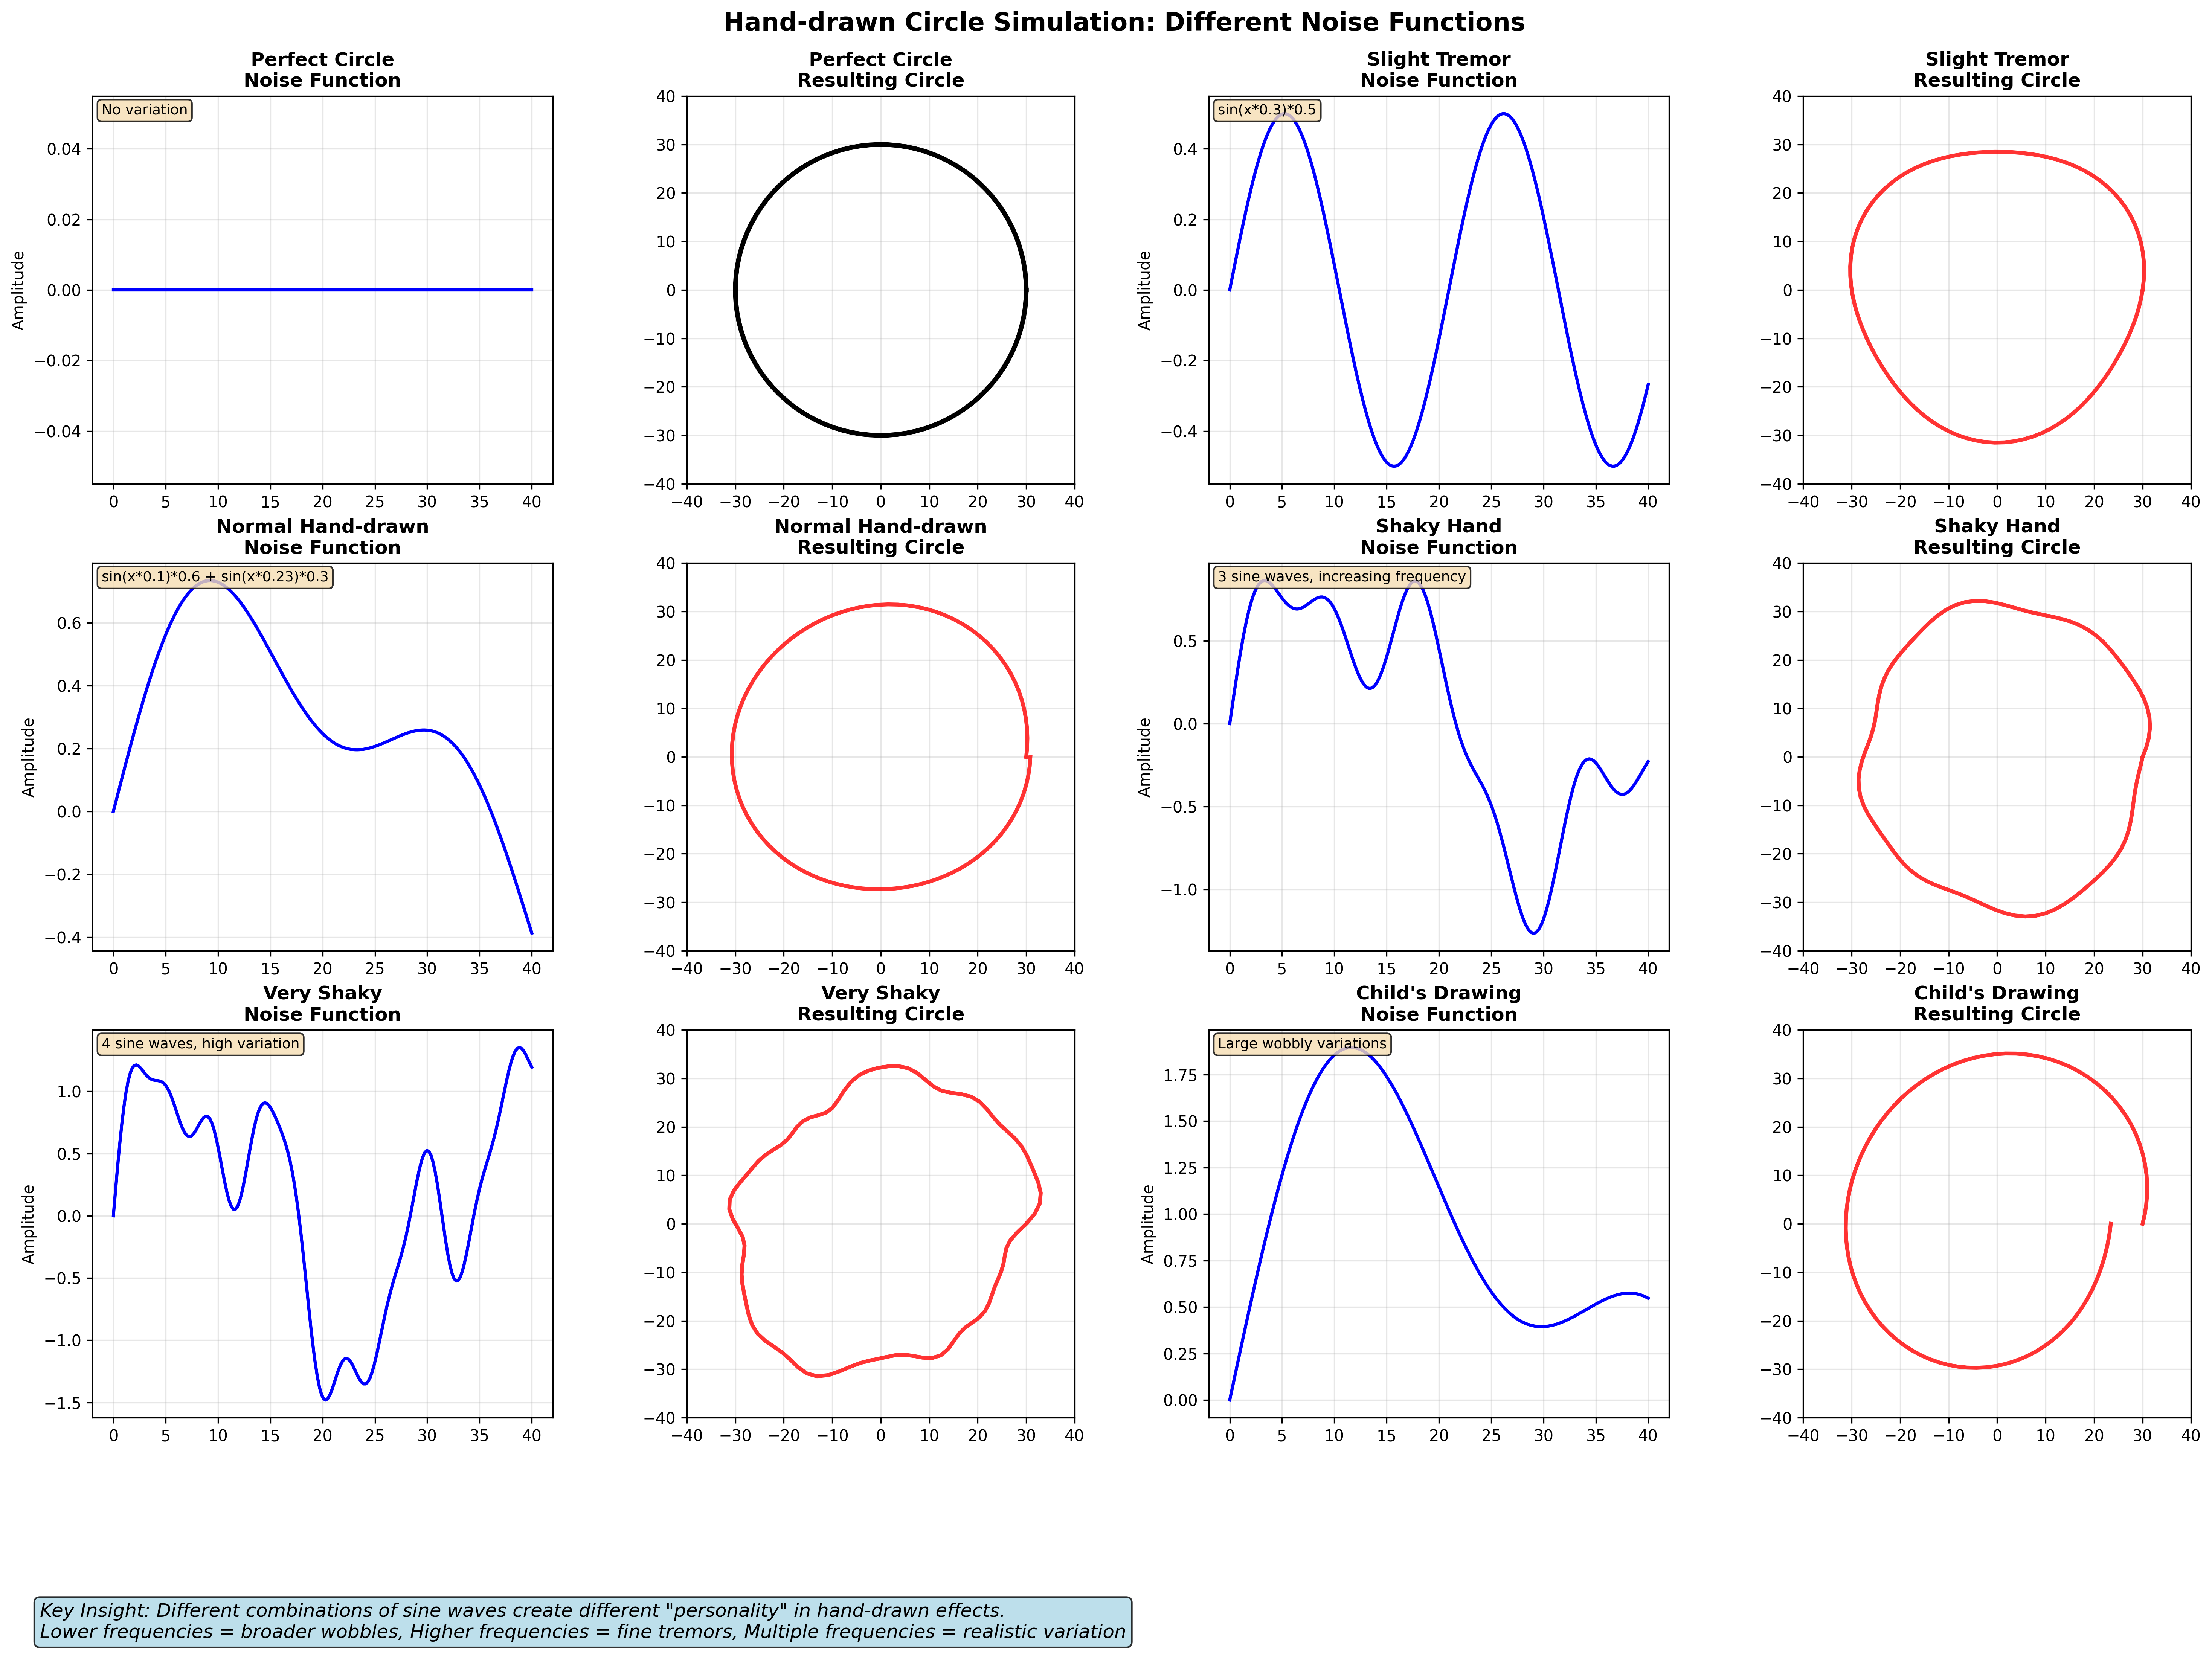 Hand-drawn Circle Simulation: Different Noise Functions
Perfect Circle
Noise Function
No variation
Amplitude
0.04
0.02
0.00
−0.02
−0.04
0 5 10 15 20 25 30 35 40
Perfect Circle
Resulting Circle
40
30
20
10
0
−10
−20
−30
−40
−40 −30 −20 −10 0 10 20 30 40
Slight Tremor
Noise Function
sin(x*0.3)*0.5
Amplitude
0.4
0.2
0.0
−0.2
−0.4
0 5 10 15 20 25 30 35 40
Slight Tremor
Resulting Circle
40
30
20
10
0
−10
−20
−30
−40
−40 −30 −20 −10 0 10 20 30 40
Normal Hand-drawn
Noise Function
sin(x*0.1)*0.6 + sin(x*0.23)*0.3
Amplitude
0.6
0.4
0.2
0.0
−0.2
−0.4
0 5 10 15 20 25 30 35 40
Normal Hand-drawn
Resulting Circle
40
30
20
10
0
−10
−20
−30
−40
−40 −30 −20 −10 0 10 20 30 40
Shaky Hand
Noise Function
3 sine waves, increasing frequency
Amplitude
0.5
0.0
−0.5
−1.0
0 5 10 15 20 25 30 35 40
Shaky Hand
Resulting Circle
40
30
20
10
0
−10
−20
−30
−40
−40 −30 −20 −10 0 10 20 30 40
Very Shaky
Noise Function
4 sine waves, high variation
Amplitude
1.0
0.5
0.0
−0.5
−1.0
−1.5
0 5 10 15 20 25 30 35 40
Very Shaky
Resulting Circle
40
30
20
10
0
−10
−20
−30
−40
−40 −30 −20 −10 0 10 20 30 40
Child's Drawing
Noise Function
Large wobbly variations
Amplitude
1.75
1.50
1.25
1.00
0.75
0.50
0.25
0.00
0 5 10 15 20 25 30 35 40
Child's Drawing
Resulting Circle
40
30
20
10
0
−10
−20
−30
−40
−40 −30 −20 −10 0 10 20 30 40
Key Insight: Different combinations of sine waves create different "personality" in hand-drawn effects.
Lower frequencies = broader wobbles, Higher frequencies = fine tremors, Multiple frequencies = realistic variation